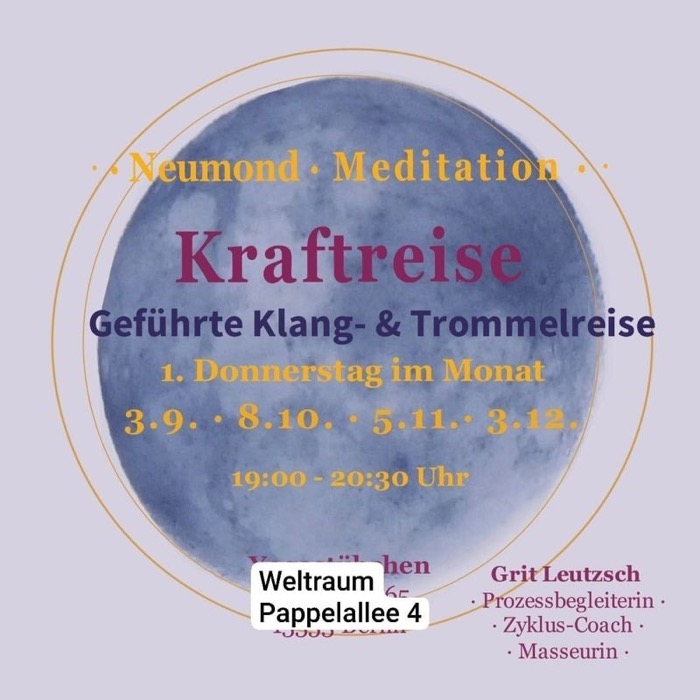 · · Neumond · Meditation · ·
Kraftreise
Geführte Klang- & Trommelreise
1. Donnerstag im Monat
3.9. · 8.10. · 5.11. · 3.12.
19:00 - 20:30 Uhr
Weltraum
Pappelallee 4
Grit Leutzsch
· Prozessbegleiterin ·
· Zyklus-Coach ·
· Masseurin ·